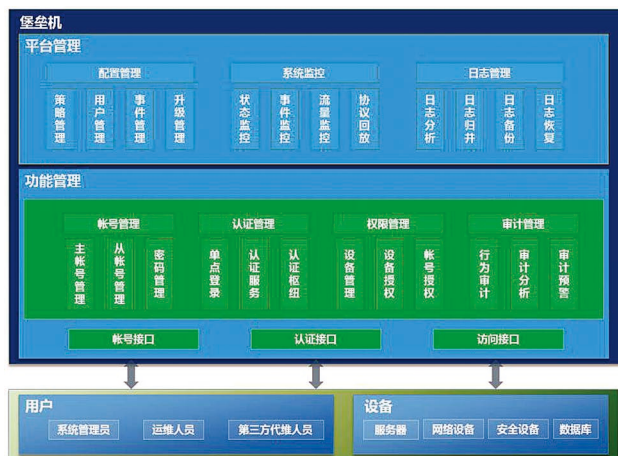 堡垒机
平台管理
配置管理
策略管理
用户管理
事件管理
升级管理
系统监控
状态监控
事件监控
流量监控
协议回放
日志管理
日志分析
日志归并
日志备份
日志恢复
功能管理
帐号管理
主帐号管理
从帐号管理
密码管理
认证管理
单点登录
认证服务
认证枢纽
权限管理
设备管理
设备授权
帐号授权
审计管理
行为审计
审计分析
审计预警
帐号接口
认证接口
访问接口
用户
系统管理员
运维人员
第三方代维人员
设备
服务器
网络设备
安全设备
数据库